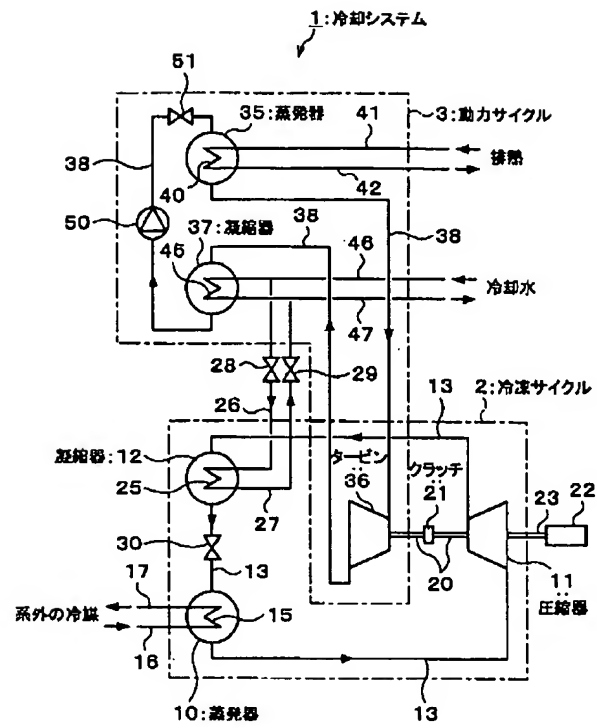 1:冷却システム
51
35:蒸発器
41
3:動力サイクル
38
排熱
40
42
50
37:凝縮器
38
38
46
45
冷却水
47
28
29
26
2:冷凍サイクル
13
凝縮器:12
タービン
36
クラッチ
21
23
22
25
27
30
13
20
11
圧縮器
17
系外の冷媒
15
16
10:蒸発器
13